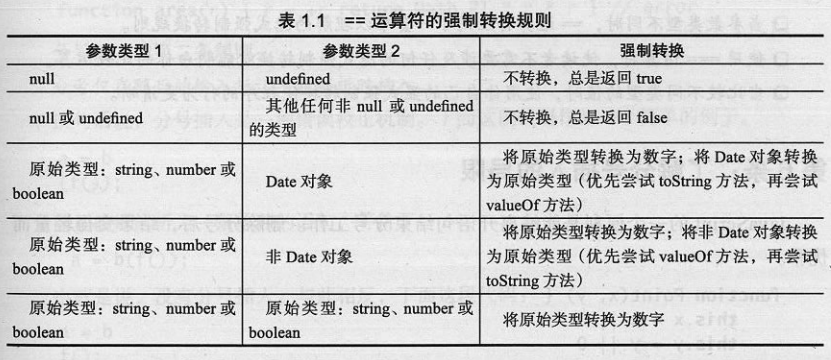 表 1.1 == 运算符的强制转换规则
参数类型 1 参数类型 2 强制转换
null undefined 不转换，总是返回 true
null 或 undefined 其他任何非 null 或 undefined
的类型 不转换，总是返回 false
原始类型：string、number 或
boolean Date 对象 将原始类型转换为数字；将 Date 对象转换
为原始类型（优先尝试 toString 方法，再尝试
valueOf 方法）
原始类型：string、number 或
boolean 非 Date 对象 将原始类型转换为数字；将非 Date 对象转换
为原始类型（优先尝试 valueOf 方法，再尝试
toString 方法）
原始类型：string、number 或
boolean 原始类型：string、number 或
boolean 将原始类型转换为数字